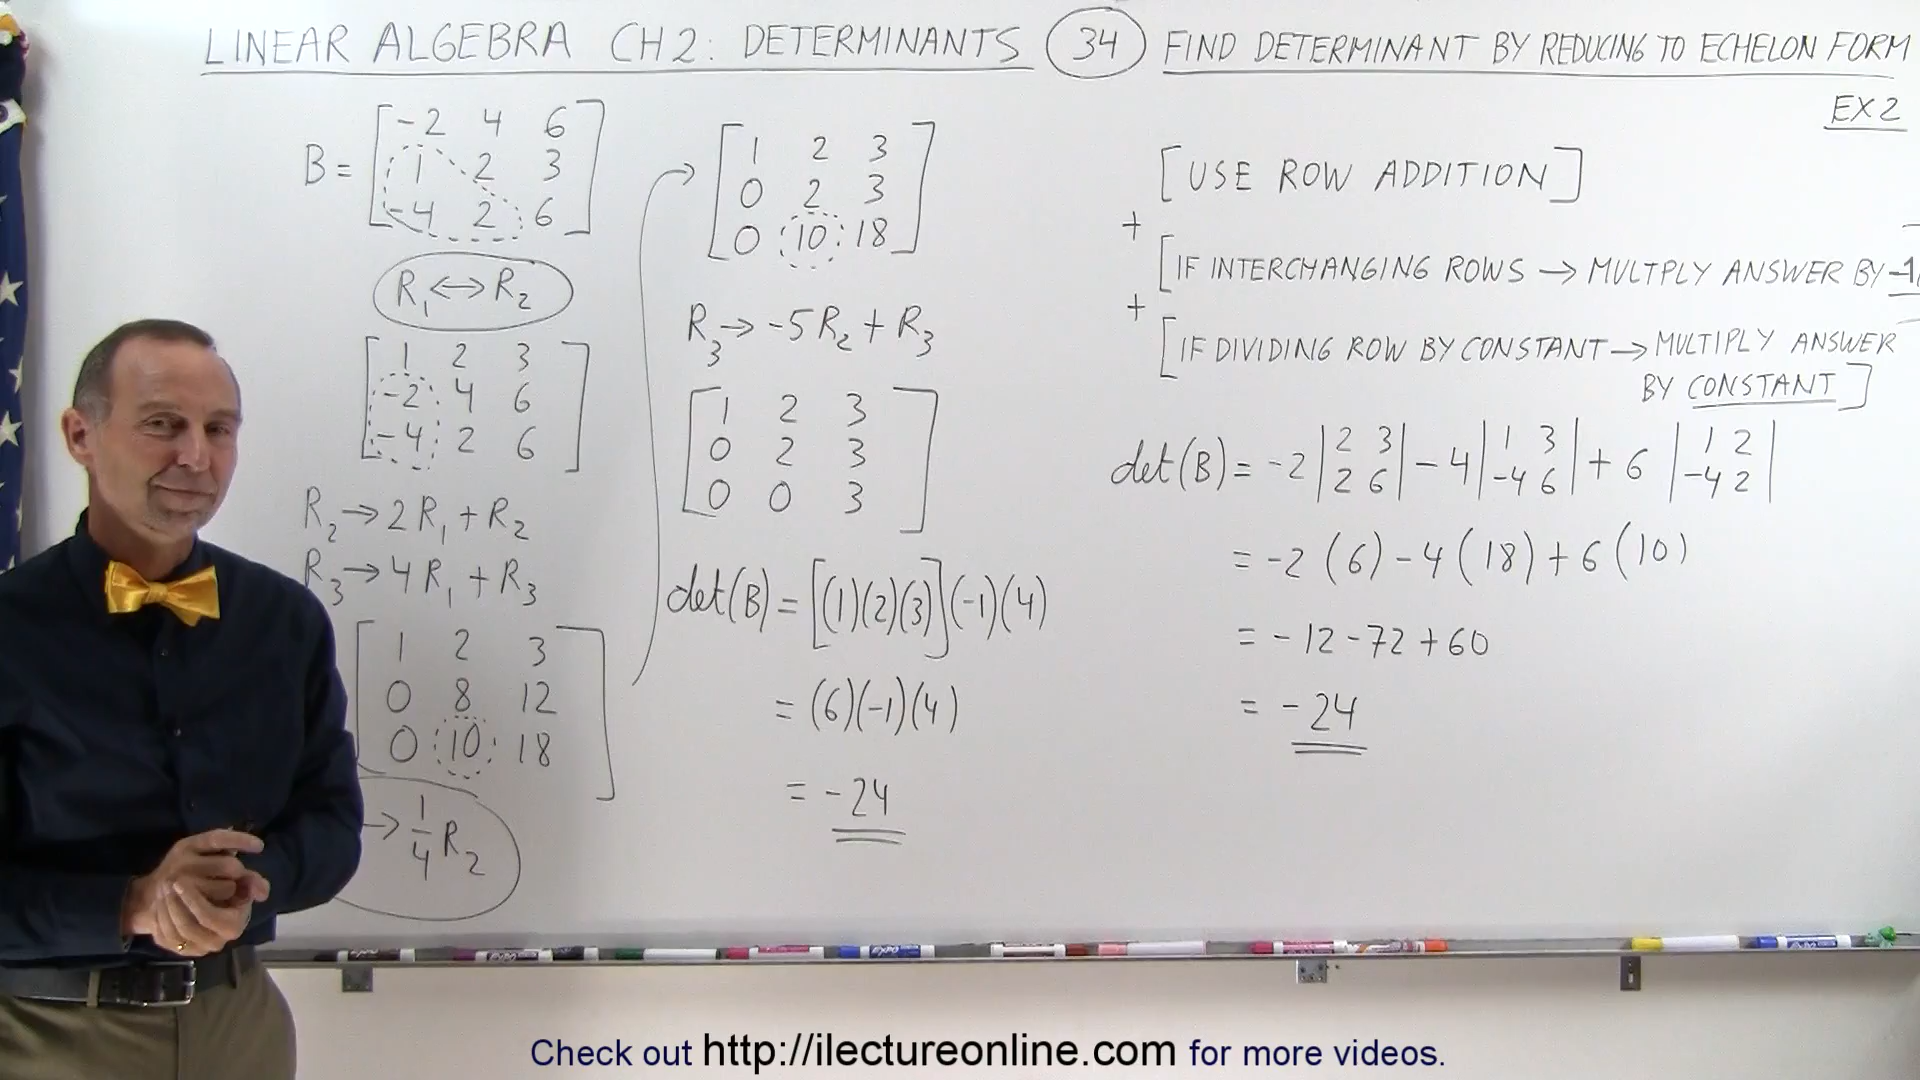 LINEAR ALGEBRA CH2: DETERMINANTS 34 FIND DETERMINANT BY REDUCING TO ECHELON FORM
EX 2
B = [-2 4 6
1 2 3
-4 2 6]
R₁ ↔ R₂
[1 2 3
-2 4 6
-4 2 6]
R₂ → 2R₁ + R₂
R₃ → 4R₁ + R₃
[1 2 3
0 8 12
0 10 18]
→ 1/4 R₂
[1 2 3
0 2 3
0 10 18]
R₃ → -5R₂ + R₃
[1 2 3
0 2 3
0 0 3]
det(B) = [(1)(2)(3)](-1)(4)
= (6)(-1)(4)
= -24
[USE ROW ADDITION]
+
[IF INTERCHANGING ROWS → MULTPLY ANSWER BY -1
+
[IF DIVIDING ROW BY CONSTANT → MULTIPLY ANSWER
BY CONSTANT]
det(B) = -2 |2 3; 2 6| - 4 |1 3; -4 6| + 6 |1 2; -4 2|
= -2(6) - 4(18) + 6(10)
= -12 - 72 + 60
= -24
Check out http://ilectureonline.com for more videos.